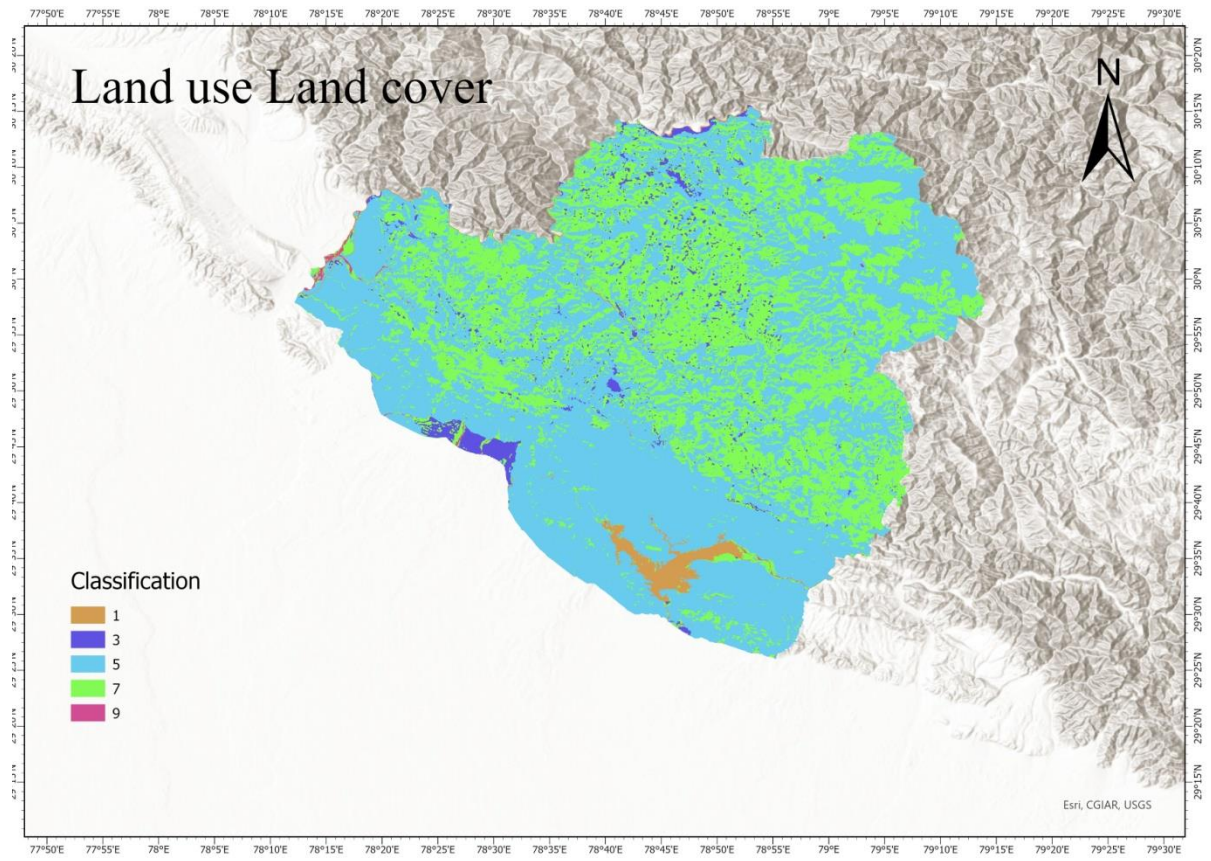 77°50'E 77°55'E 78°E 78°5'E 78°10'E 78°15'E 78°20'E 78°25'E 78°30'E 78°35'E 78°40'E 78°45'E 78°50'E 78°55'E 79°E 79°5'E 79°10'E 79°15'E 79°20'E 79°25'E 79°30'E
Land use Land cover
N
30°20'N
30°15'N
30°10'N
30°5'N
30°N
29°55'N
29°50'N
29°45'N
29°40'N
29°35'N
29°30'N
29°25'N
29°20'N
29°15'N
Classification
1
3
5
7
9
Esri, CGIAR, USGS
77°50'E 77°55'E 78°E 78°5'E 78°10'E 78°15'E 78°20'E 78°25'E 78°30'E 78°35'E 78°40'E 78°45'E 78°50'E 78°55'E 79°E 79°5'E 79°10'E 79°15'E 79°20'E 79°25'E 79°30'E